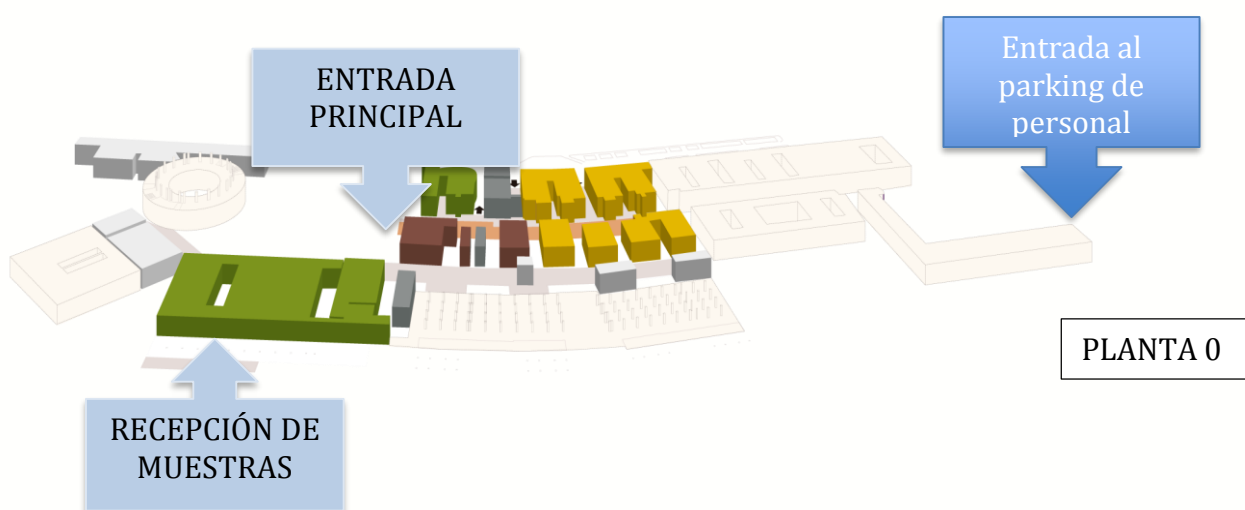 ENTRADA
PRINCIPAL
Entrada al
parking de
personal
PLANTA 0
RECEPCIÓN DE
MUESTRAS